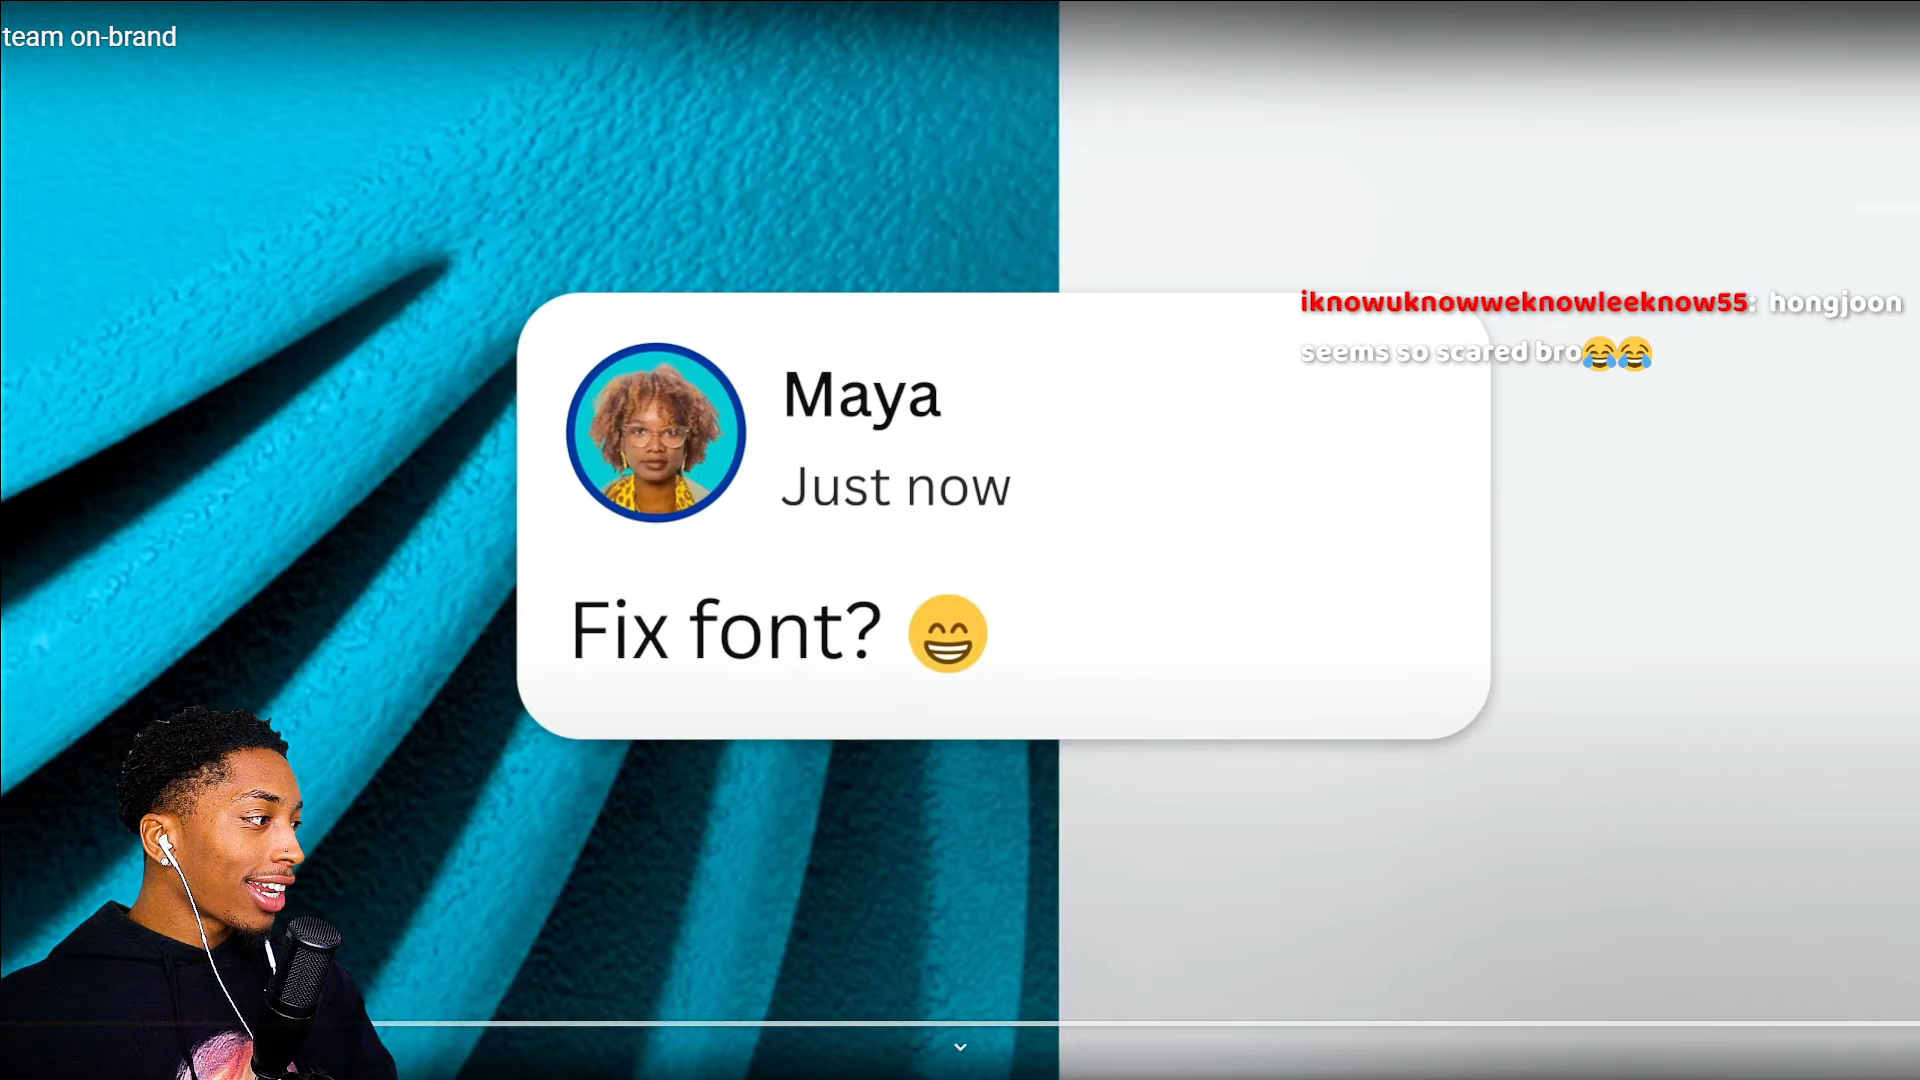 team on-brand
iknowuknowweknowleeknow55: hongjoon
seems so scared bro😂😂
Maya
Just now
Fix font? 😁